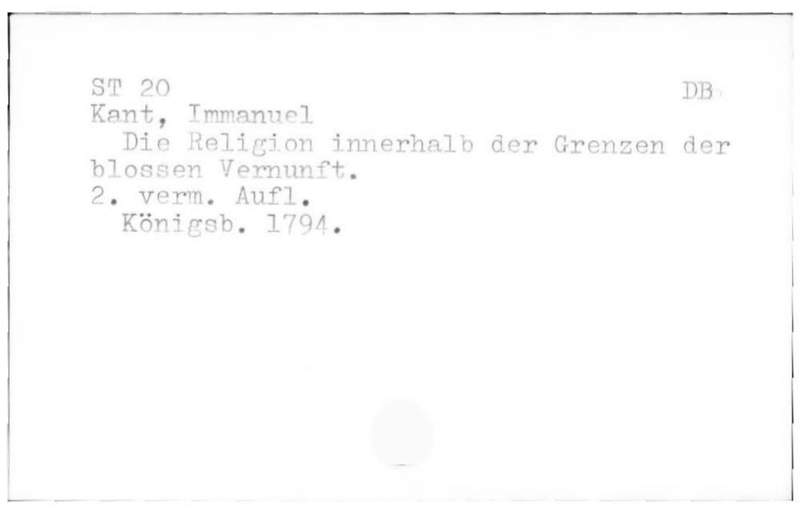 ST 20 DB
Kant, Immanuel
Die Religion innerhalb der Grenzen der
blossen Vernunft.
2. verm. Aufl.
Königsb. 1794.